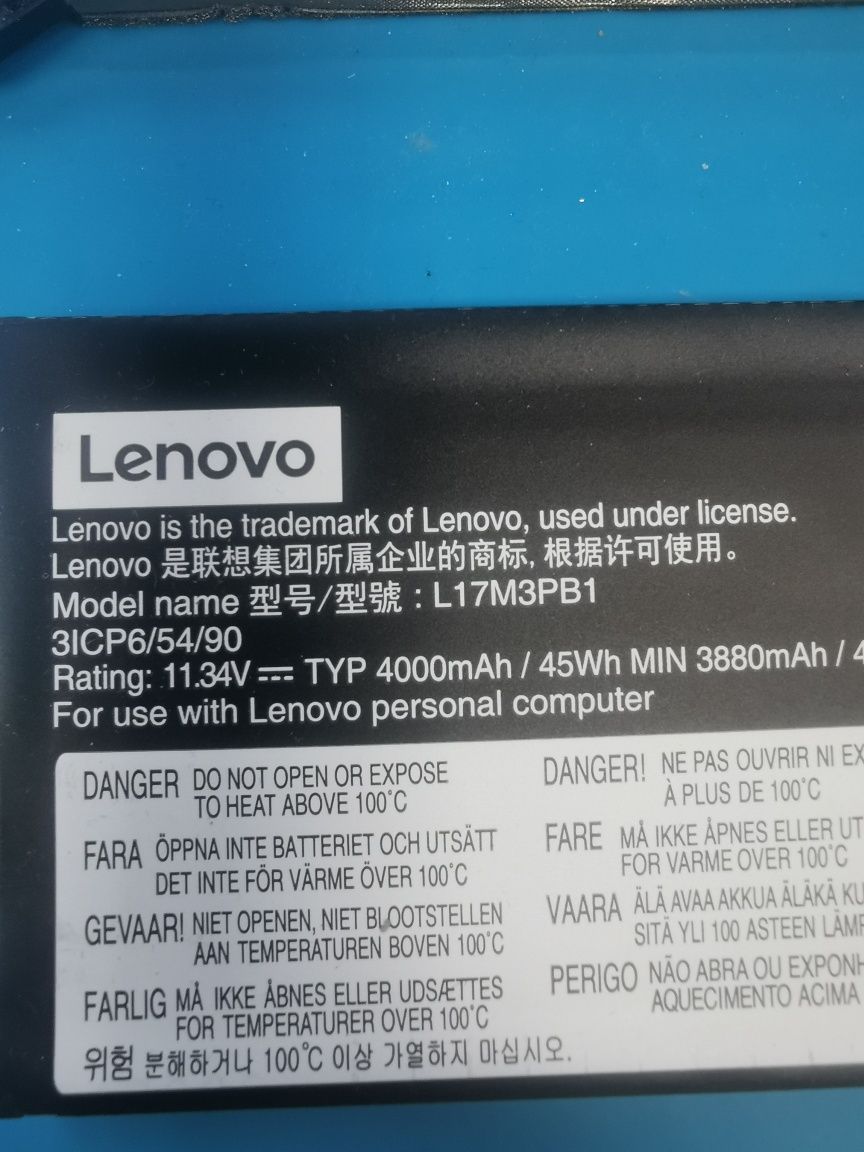 Lenovo
Lenovo is the trademark of Lenovo, used under license.
Lenovo 是联想集团所属企业的商标, 根据许可使用。
Model name 型号/型號 : L17M3PB1
3ICP6/54/90
Rating: 11.34V ⎓ TYP 4000mAh / 45Wh MIN 3880mAh / 4
For use with Lenovo personal computer
DANGER DO NOT OPEN OR EXPOSE
TO HEAT ABOVE 100°C
FARA ÖPPNA INTE BATTERIET OCH UTSÄTT
DET INTE FÖR VÄRME ÖVER 100°C
GEVAAR! NIET OPENEN, NIET BLOOTSTELLEN
AAN TEMPERATUREN BOVEN 100°C
FARLIG MÅ IKKE ÅBNES ELLER UDSÆTTES
FOR TEMPERATURER OVER 100°C
위험 분해하거나 100℃ 이상 가열하지 마십시오.
DANGER! NE PAS OUVRIR NI EX
À PLUS DE 100°C
FARE MÅ IKKE ÅPNES ELLER UT
FOR VARME OVER 100°C
VAARA ÄLÄ AVAA AKKUA ÄLÄKÄ KU
SITÄ YLI 100 ASTEEN LÄM
PERIGO NÃO ABRA OU EXPON
AQUECIMENTO ACIMA